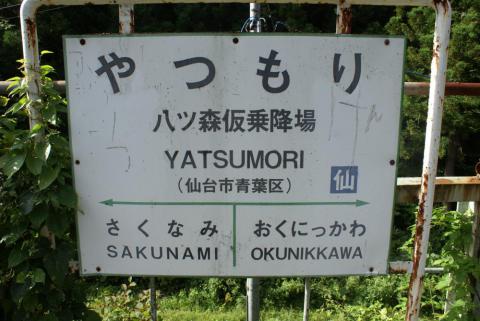 やつもり
八ツ森仮乗降場
YATSUMORI
(仙台市青葉区)
仙
さくなみ おくにっかわ
SAKUNAMI OKUNIKKAWA